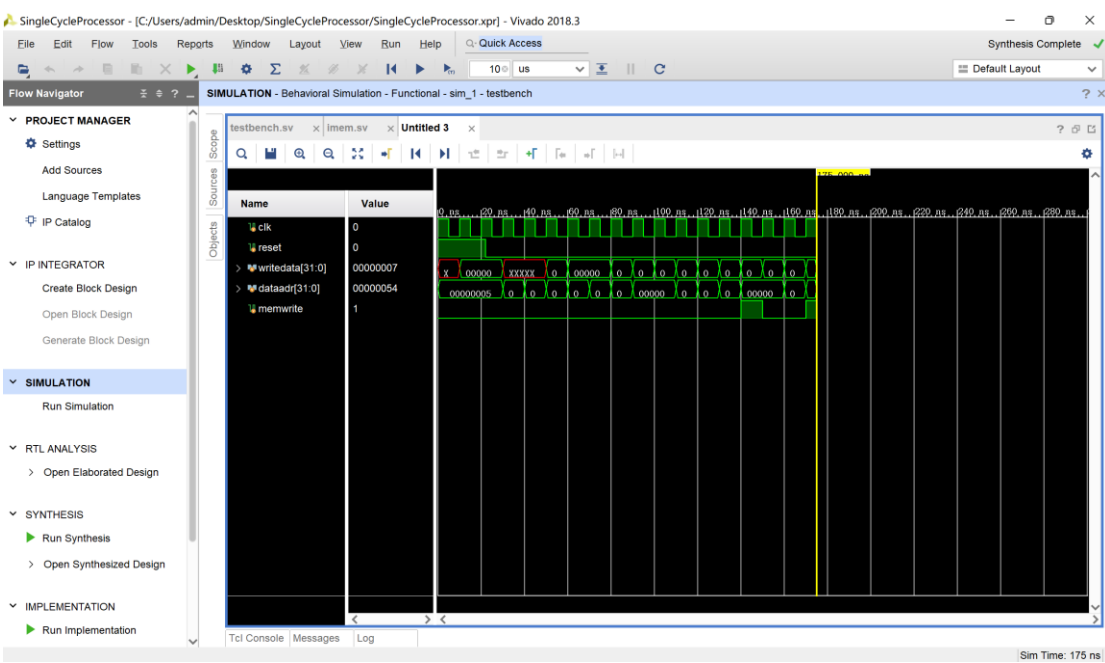 SingleCycleProcessor - [C:/Users/admin/Desktop/SingleCycleProcessor/SingleCycleProcessor.xpr] - Vivado 2018.3
File Edit Flow Tools Reports Window Layout View Run Help Quick Access Synthesis Complete
10 us Default Layout
Flow Navigator SIMULATION - Behavioral Simulation - Functional - sim_1 - testbench
PROJECT MANAGER
Settings
Add Sources
Language Templates
IP Catalog
IP INTEGRATOR
Create Block Design
Open Block Design
Generate Block Design
SIMULATION
Run Simulation
RTL ANALYSIS
Open Elaborated Design
SYNTHESIS
Run Synthesis
Open Synthesized Design
IMPLEMENTATION
Run Implementation
Scope
Sources
Objects
testbench.sv imem.sv Untitled 3
175.000 ns
Name Value
0 ns 20 ns 40 ns 60 ns 80 ns 100 ns 120 ns 140 ns 160 ns 180 ns 200 ns 220 ns 240 ns 260 ns 280 ns
clk 0
reset 0
writedata[31:0] 00000007 X 00000 XXXXX 0 00000 0 0 0 0 0 0 0 0 0
dataadr[31:0] 00000054 00000005 0 0 0 0 0 00000 0 0 00000 0
memwrite 1
Tcl Console Messages Log
Sim Time: 175 ns